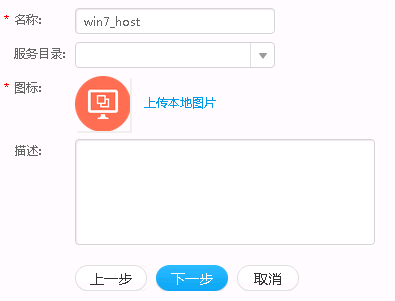 * 名称: win7_host
服务目录:
* 图标: 上传本地图片
描述:
上一步 下一步 取消